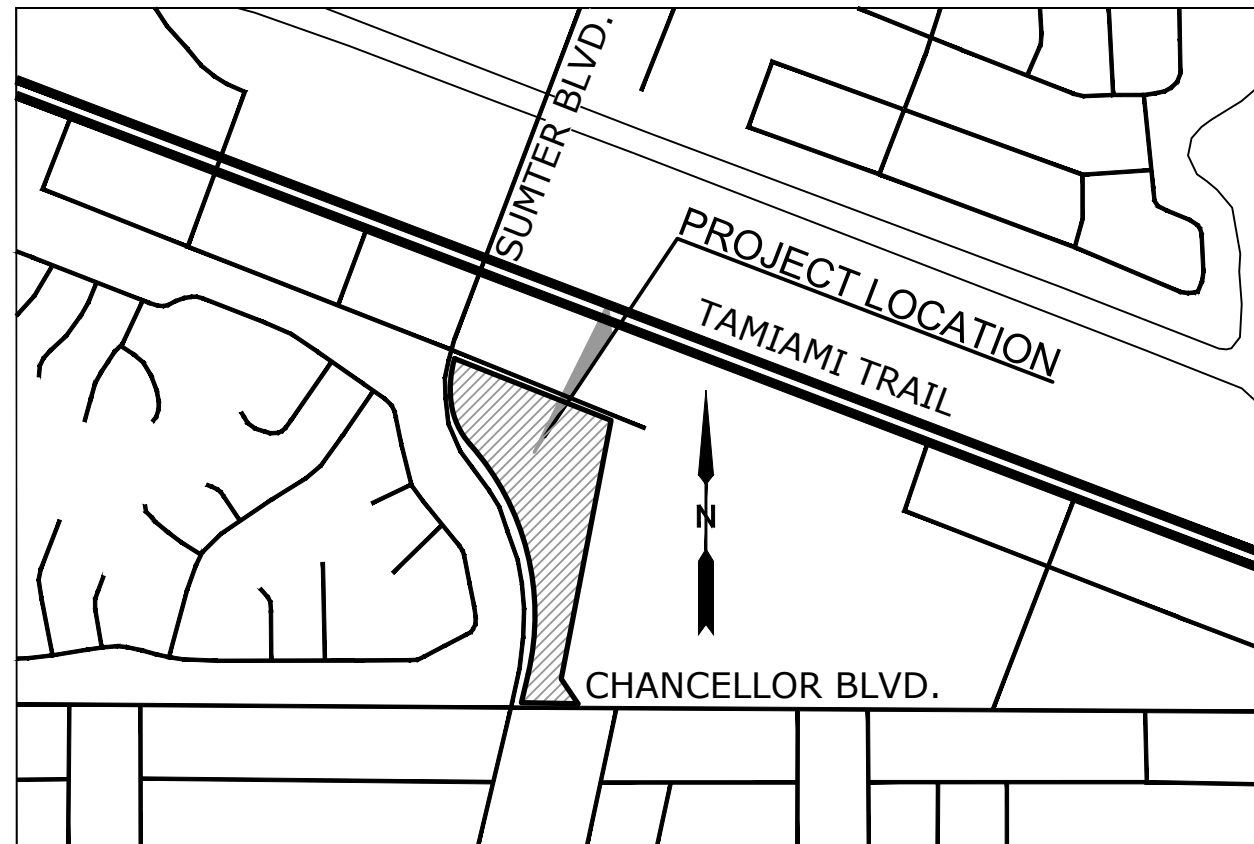 SUMTER BLVD.
PROJECT LOCATION
TAMIAMI TRAIL
N
CHANCELLOR BLVD.